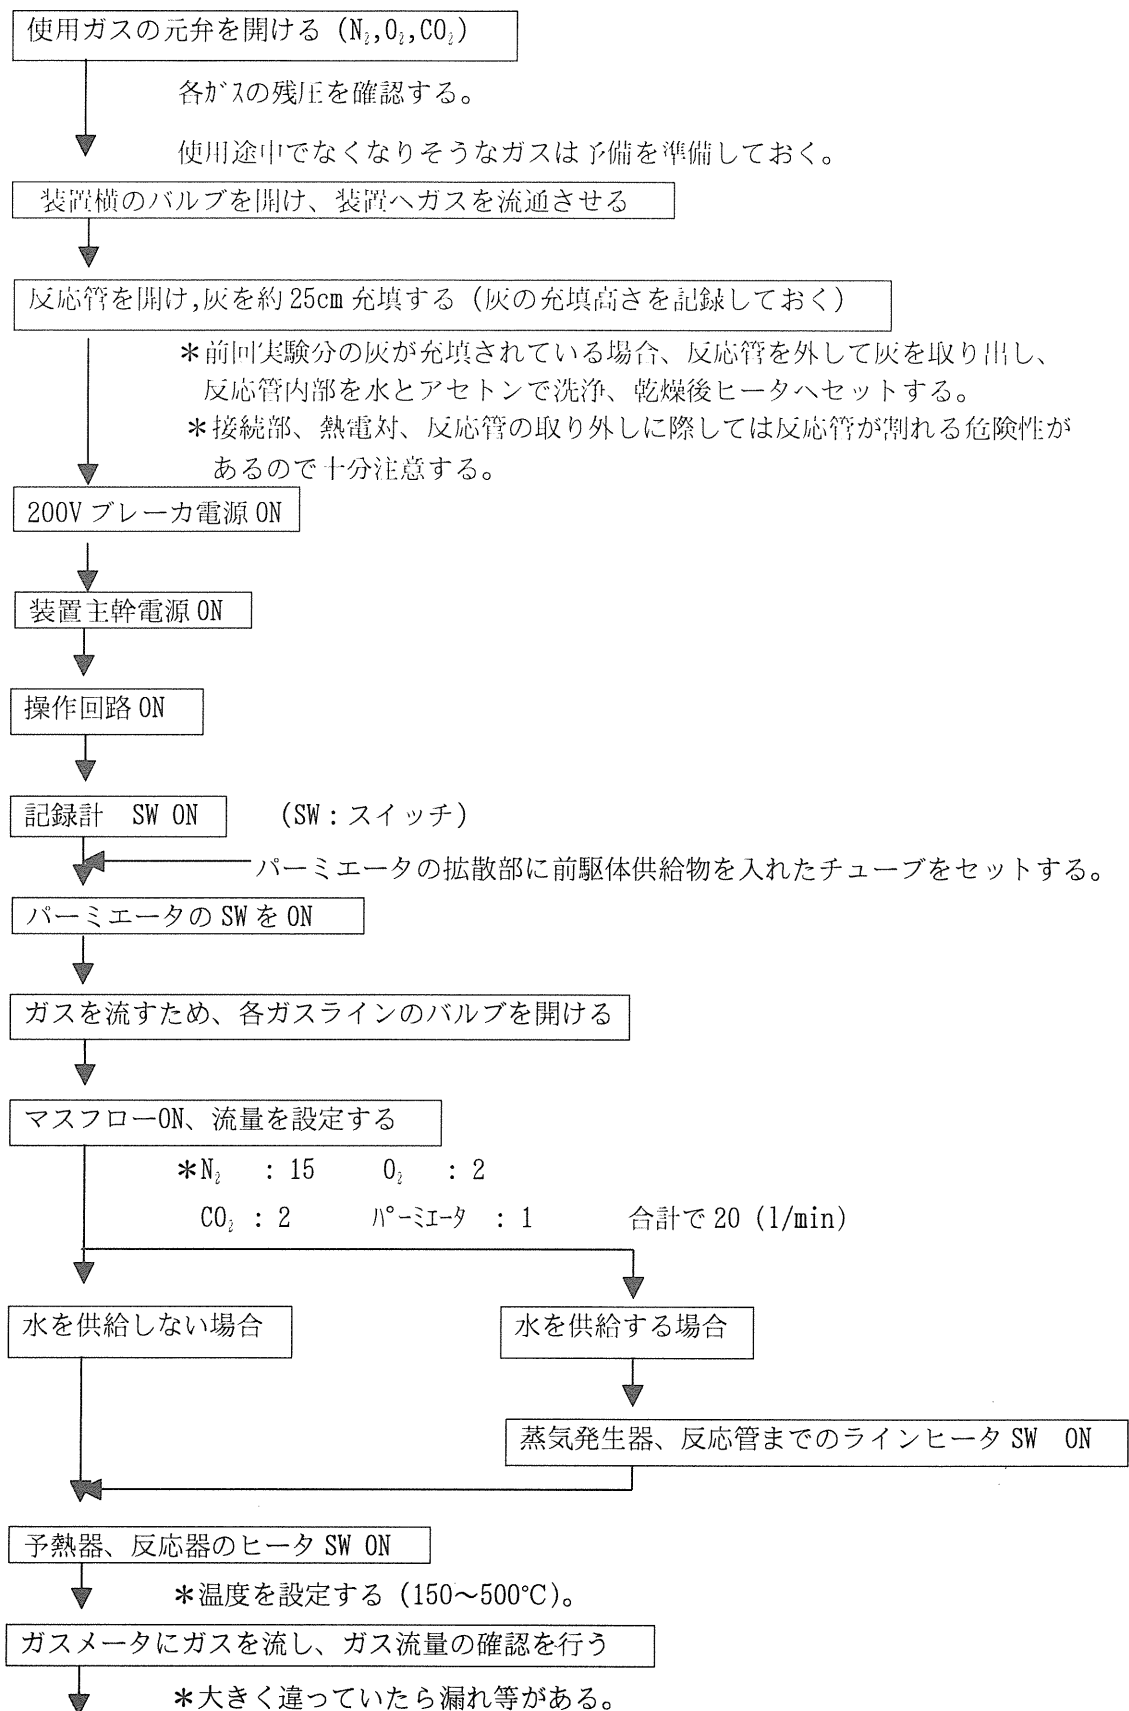 使用ガスの元弁を開ける (N₂,O₂,CO₂)
各ｶﾞｽの残圧を確認する。
使用途中でなくなりそうなガスは予備を準備しておく。
装置横のバルブを開け、装置へガスを流通させる
反応管を開け,灰を約25cm充填する (灰の充填高さを記録しておく)
＊前回実験分の灰が充填されている場合、反応管を外して灰を取り出し、
反応管内部を水とアセトンで洗浄、乾燥後ヒータへセットする。
＊接続部、熱電対、反応管の取り外しに際しては反応管が割れる危険性が
あるので十分注意する。
200V ブレーカ電源 ON
装置主幹電源 ON
操作回路 ON
記録計　SW ON　　(SW：スイッチ)
パーミエータの拡散部に前駆体供給物を入れたチューブをセットする。
パーミエータの SW を ON
ガスを流すため、各ガスラインのバルブを開ける
マスフローON、流量を設定する
＊N₂　: 15　　O₂　: 2
CO₂ : 2　　ﾊﾟｰﾐｴｰﾀ　: 1　　合計で 20 (l/min)
水を供給しない場合　　水を供給する場合
蒸気発生器、反応管までのラインヒータ SW　ON
予熱器、反応器のヒータ SW ON
＊温度を設定する (150～500℃)。
ガスメータにガスを流し、ガス流量の確認を行う
＊大きく違っていたら漏れ等がある。